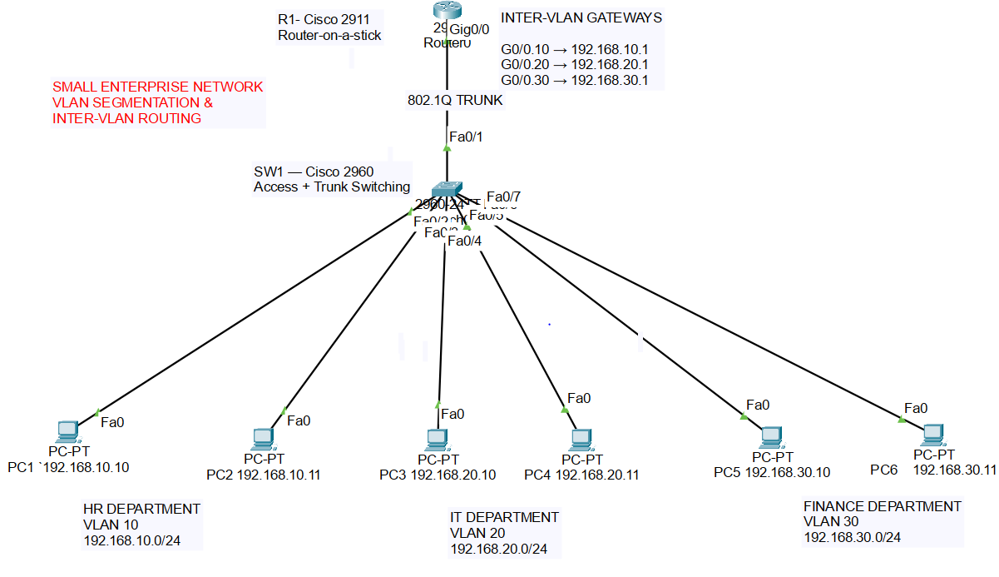 R1- Cisco 2911
Router-on-a-stick
Gig0/0
INTER-VLAN GATEWAYS
G0/0.10 → 192.168.10.1
G0/0.20 → 192.168.20.1
G0/0.30 → 192.168.30.1
SMALL ENTERPRISE NETWORK
VLAN SEGMENTATION &
INTER-VLAN ROUTING
802.1Q TRUNK
Fa0/1
SW1 — Cisco 2960
Access + Trunk Switching
Fa0/7
Fa0/5
Fa0/2
Fa0/4
Fa0
Fa0
Fa0
Fa0
Fa0
Fa0
PC-PT
PC1 `192.168.10.10
PC-PT
PC2 192.168.10.11
PC-PT
PC3 192.168.20.10
PC-PT
PC4 192.168.20.11
PC-PT
PC5 192.168.30.10
PC-PT
PC6 192.168.30.11
HR DEPARTMENT
VLAN 10
192.168.10.0/24
IT DEPARTMENT
VLAN 20
192.168.20.0/24
FINANCE DEPARTMENT
VLAN 30
192.168.30.0/24